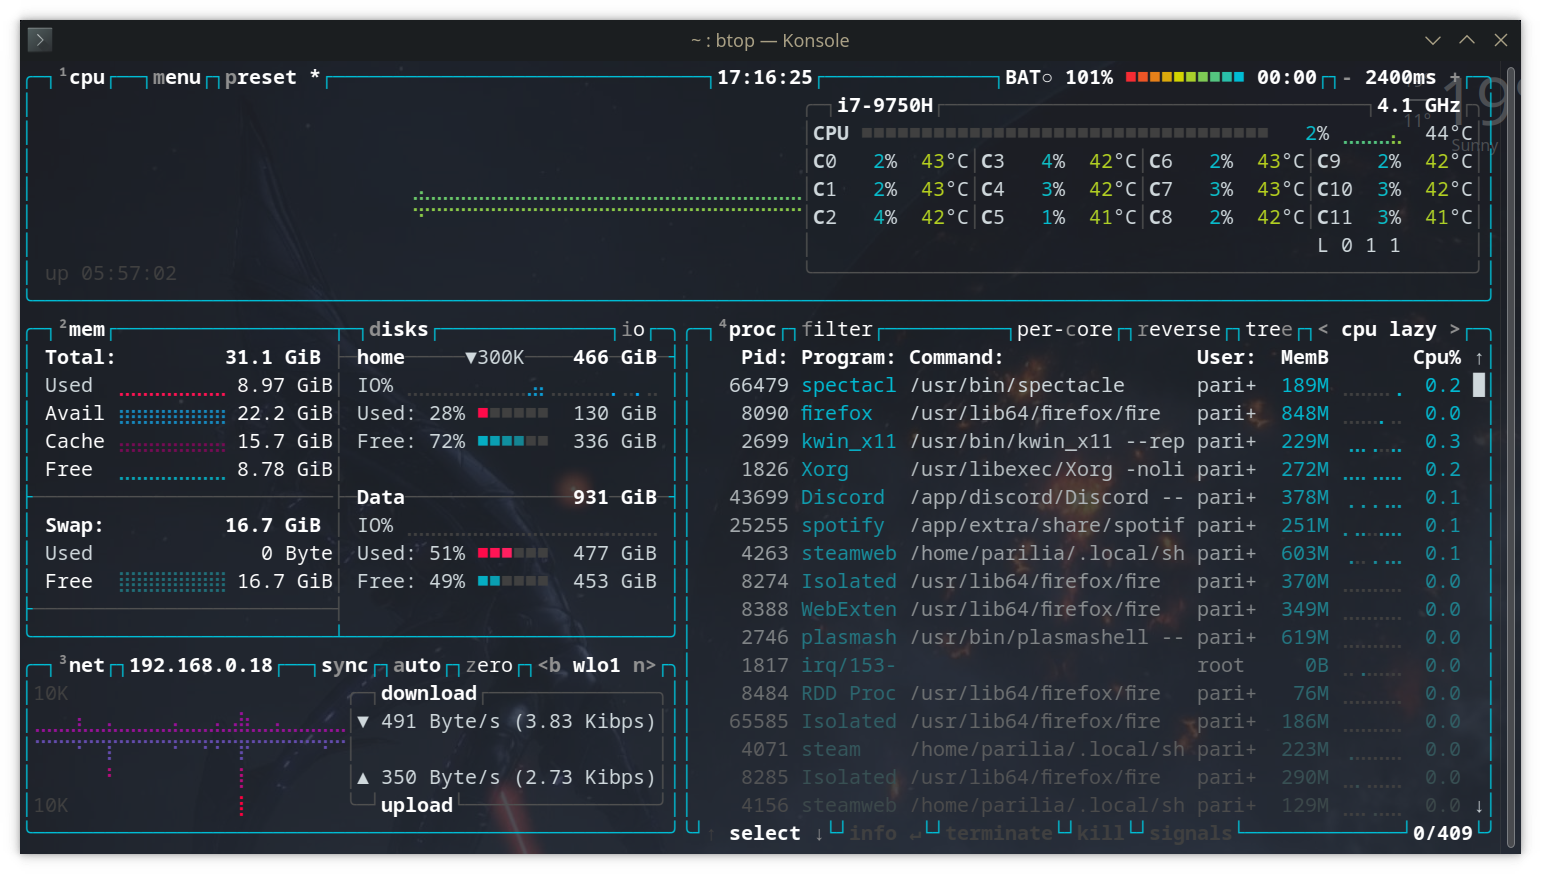 ~ : btop — Konsole
¹cpu menu preset * 17:16:25 BAT○ 101% 00:00 - 2400ms +
i7-9750H 4.1 GHz
CPU 2% 44°C
C0 2% 43°C C3 4% 42°C C6 2% 43°C C9 2% 42°C
C1 2% 43°C C4 3% 42°C C7 3% 43°C C10 3% 42°C
C2 4% 42°C C5 1% 41°C C8 2% 42°C C11 3% 41°C
L 0 1 1
up 05:57:02
19°
11°
Sunny
²mem disks io
Total: 31.1 GiB home ▼300K 466 GiB
Used 8.97 GiB IO%
Avail 22.2 GiB Used: 28% 130 GiB
Cache 15.7 GiB Free: 72% 336 GiB
Free 8.78 GiB
Data 931 GiB
Swap: 16.7 GiB IO%
Used 0 Byte Used: 51% 477 GiB
Free 16.7 GiB Free: 49% 453 GiB
³net 192.168.0.18 sync auto zero <b wlo1 n>
10K download
▼ 491 Byte/s (3.83 Kibps)
▲ 350 Byte/s (2.73 Kibps)
10K upload
⁴proc filter per-core reverse tree < cpu lazy >
Pid: Program: Command: User: MemB Cpu% ↑
66479 spectacl /usr/bin/spectacle pari+ 189M 0.2
8090 firefox /usr/lib64/firefox/fire pari+ 848M 0.0
2699 kwin_x11 /usr/bin/kwin_x11 --rep pari+ 229M 0.3
1826 Xorg /usr/libexec/Xorg -noli pari+ 272M 0.2
43699 Discord /app/discord/Discord -- pari+ 378M 0.1
25255 spotify /app/extra/share/spotif pari+ 251M 0.1
4263 steamweb /home/parilia/.local/sh pari+ 603M 0.1
8274 Isolated /usr/lib64/firefox/fire pari+ 370M 0.0
8388 WebExten /usr/lib64/firefox/fire pari+ 349M 0.0
2746 plasmash /usr/bin/plasmashell -- pari+ 619M 0.0
1817 irq/153- root 0B 0.0
8484 RDD Proc /usr/lib64/firefox/fire pari+ 76M 0.0
65585 Isolated /usr/lib64/firefox/fire pari+ 186M 0.0
4071 steam /home/parilia/.local/sh pari+ 223M 0.0
8285 Isolated /usr/lib64/firefox/fire pari+ 290M 0.0
4156 steamweb /home/parilia/.local/sh pari+ 129M 0.0 ↓
↑ select ↓ info ↵ terminate kill signals 0/409